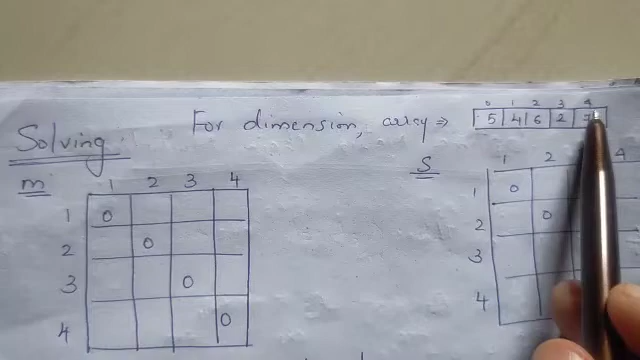 0 1 2 3 4
Solving For dimension, array ⇒ 5 4 6 2
m S
1 2 3 4
1 2 4
1 0
1 0
2 0
2 0
3 0
3
4 0
4